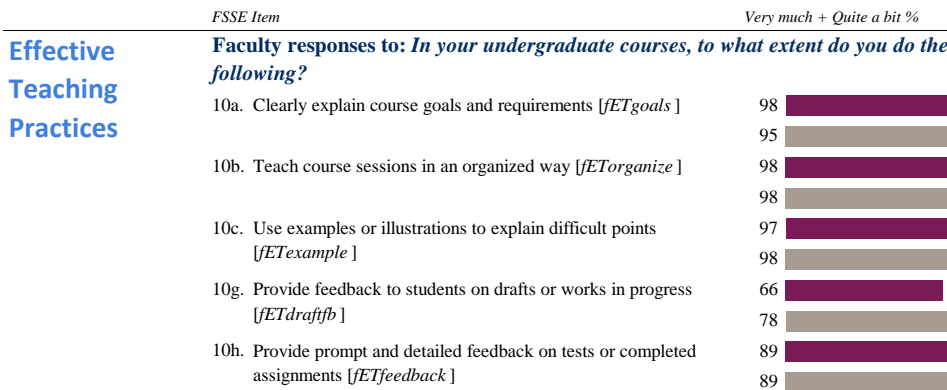 FSSE Item Very much + Quite a bit %
Effective
Teaching
Practices
Faculty responses to: In your undergraduate courses, to what extent do you do the
following?
10a. Clearly explain course goals and requirements [fETgoals ] 98
95
10b. Teach course sessions in an organized way [fETorganize ] 98
98
10c. Use examples or illustrations to explain difficult points 97
[fETexample ] 98
10g. Provide feedback to students on drafts or works in progress 66
[fETdraftfb ] 78
10h. Provide prompt and detailed feedback on tests or completed 89
assignments [fETfeedback ] 89